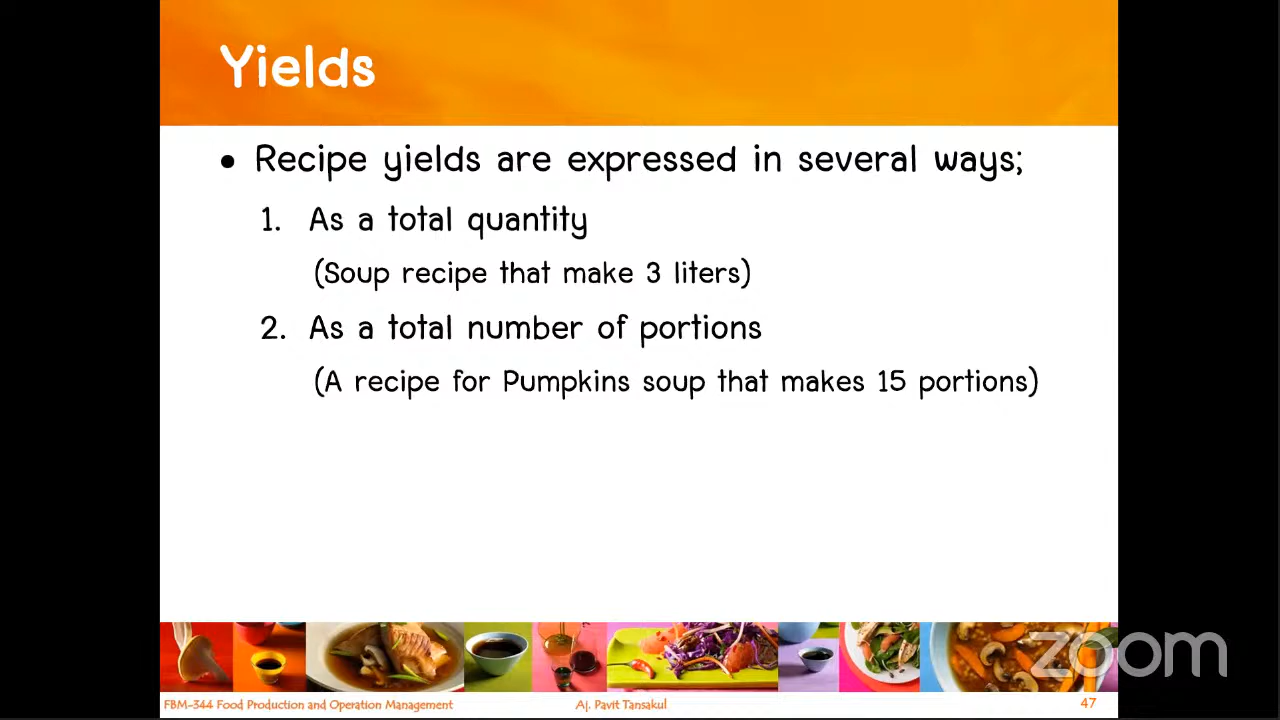 Yields
• Recipe yields are expressed in several ways;
1. As a total quantity
(Soup recipe that make 3 liters)
2. As a total number of portions
(A recipe for Pumpkins soup that makes 15 portions)
zoom
FBM-344 Food Production and Operation Management Aj. Pavit Tansakul 47